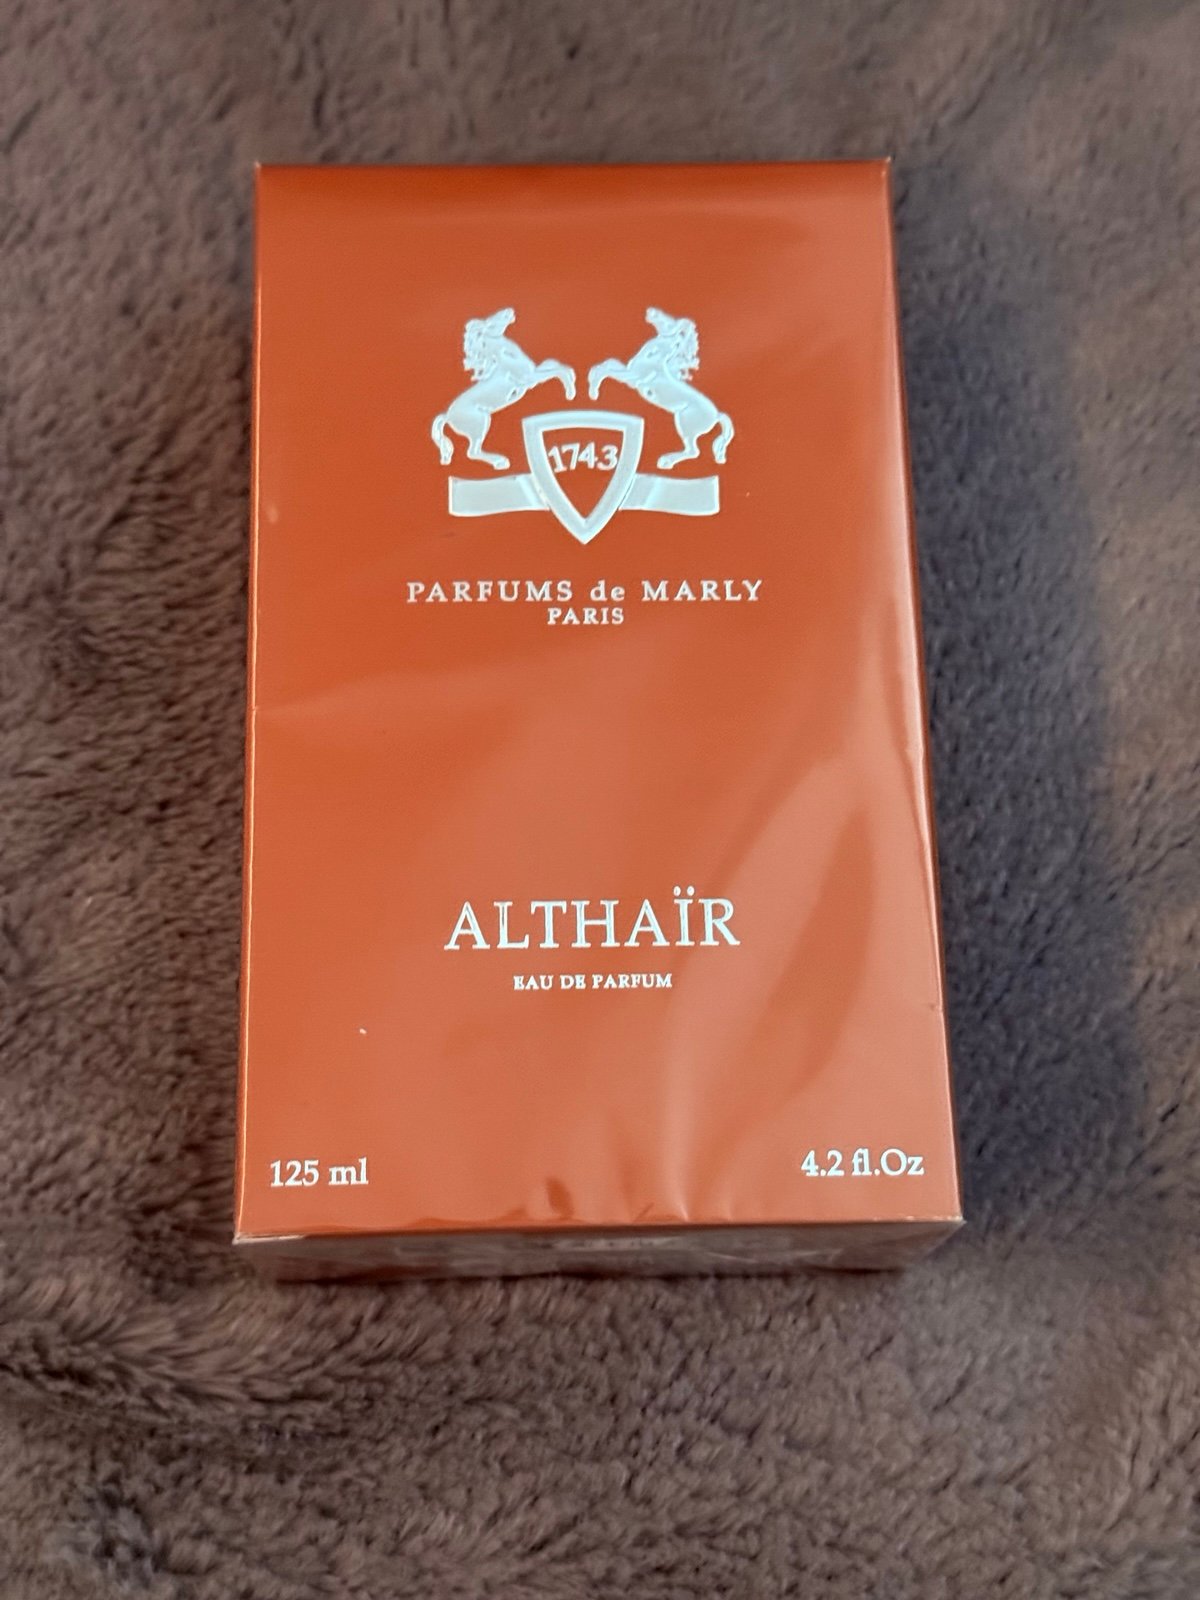 1743
PARFUMS de MARLY
PARIS
ALTHAÏR
EAU DE PARFUM
125 ml
4.2 fl.Oz